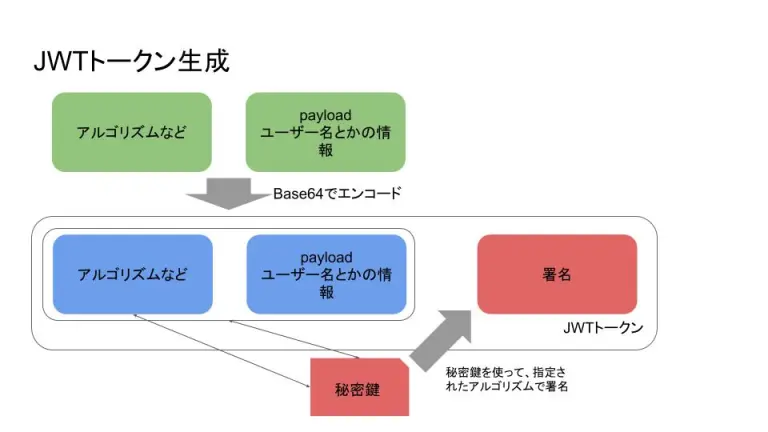 JWTトークン生成
アルゴリズムなど
payload
ユーザー名とかの情
報
Base64でエンコード
アルゴリズムなど
payload
ユーザー名とかの情
報
署名
JWTトークン
秘密鍵
秘密鍵を使って、指定さ
れたアルゴリズムで署名